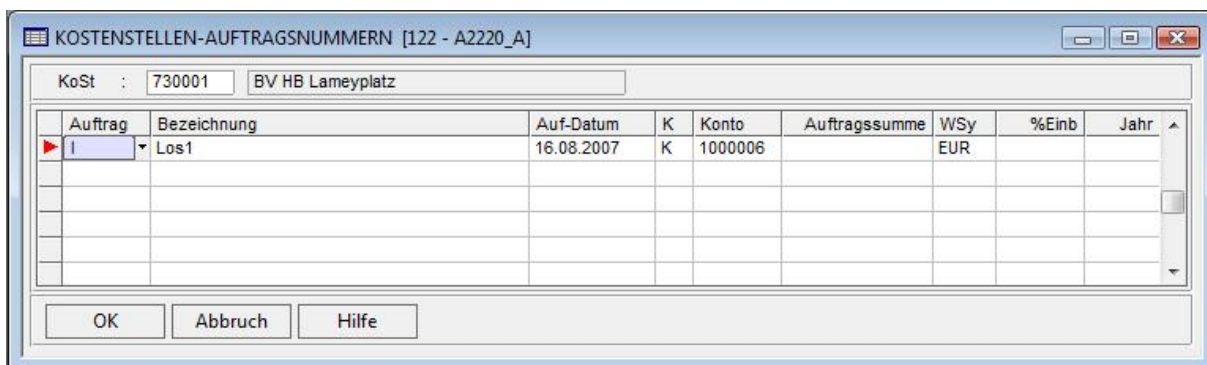 KOSTENSTELLEN-AUFTRAGSNUMMERN [122 - A2220_A]
KoSt : 730001 BV HB Lameyplatz
Auftrag Bezeichnung Auf-Datum K Konto Auftragssumme WSy %Einb Jahr
I Los1 16.08.2007 K 1000006 EUR
OK Abbruch Hilfe